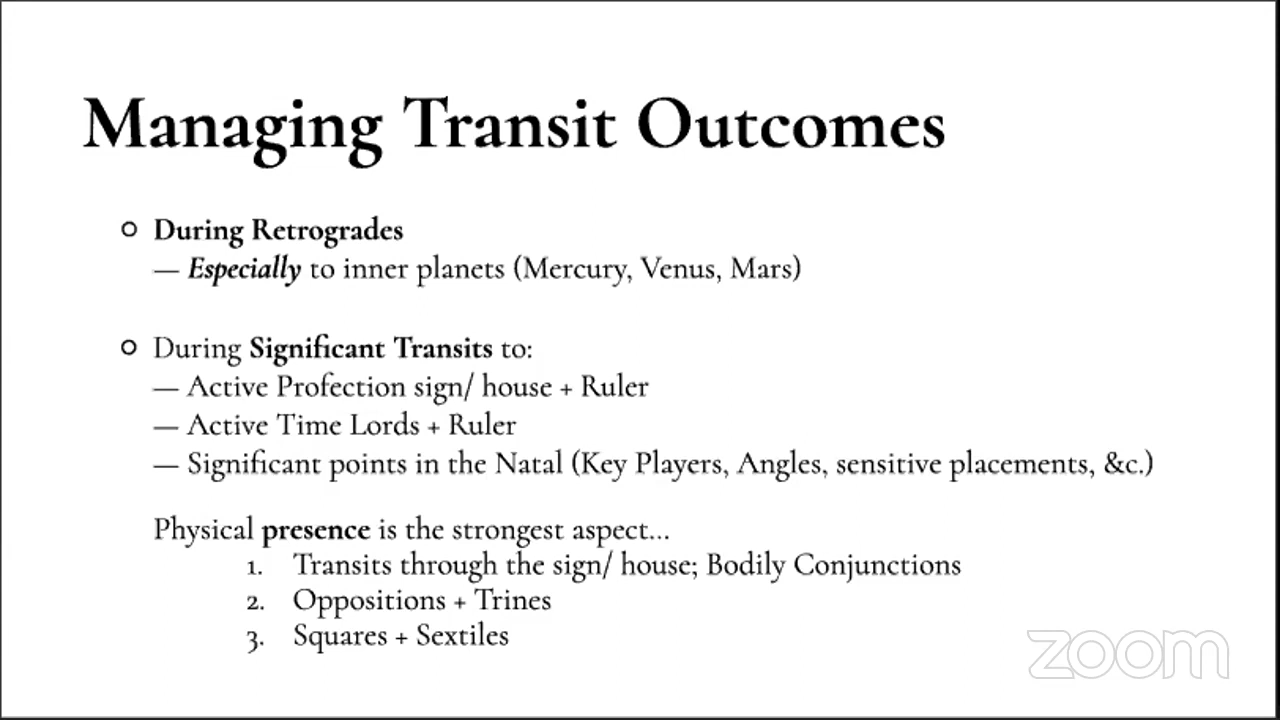 Managing Transit Outcomes
During Retrogrades
— Especially to inner planets (Mercury, Venus, Mars)
During Significant Transits to:
— Active Profection sign/ house + Ruler
— Active Time Lords + Ruler
— Significant points in the Natal (Key Players, Angles, sensitive placements, &c.)
Physical presence is the strongest aspect...
1. Transits through the sign/ house; Bodily Conjunctions
2. Oppositions + Trines
3. Squares + Sextiles
zoom